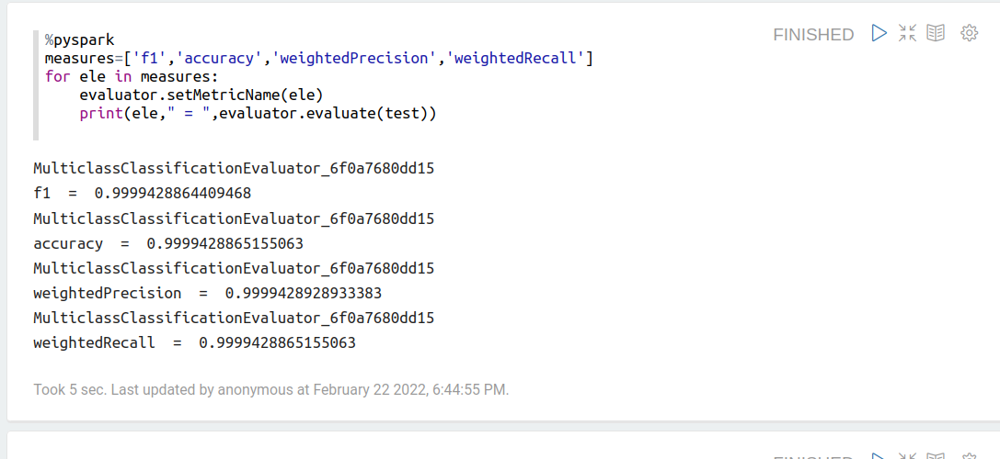 FINISHED
%pyspark
measures=['f1','accuracy','weightedPrecision','weightedRecall']
for ele in measures:
    evaluator.setMetricName(ele)
    print(ele," = ",evaluator.evaluate(test))
MulticlassClassificationEvaluator_6f0a7680dd15
f1  =  0.9999428864409468
MulticlassClassificationEvaluator_6f0a7680dd15
accuracy  =  0.9999428865155063
MulticlassClassificationEvaluator_6f0a7680dd15
weightedPrecision  =  0.9999428928933383
MulticlassClassificationEvaluator_6f0a7680dd15
weightedRecall  =  0.9999428865155063
Took 5 sec. Last updated by anonymous at February 22 2022, 6:44:55 PM.